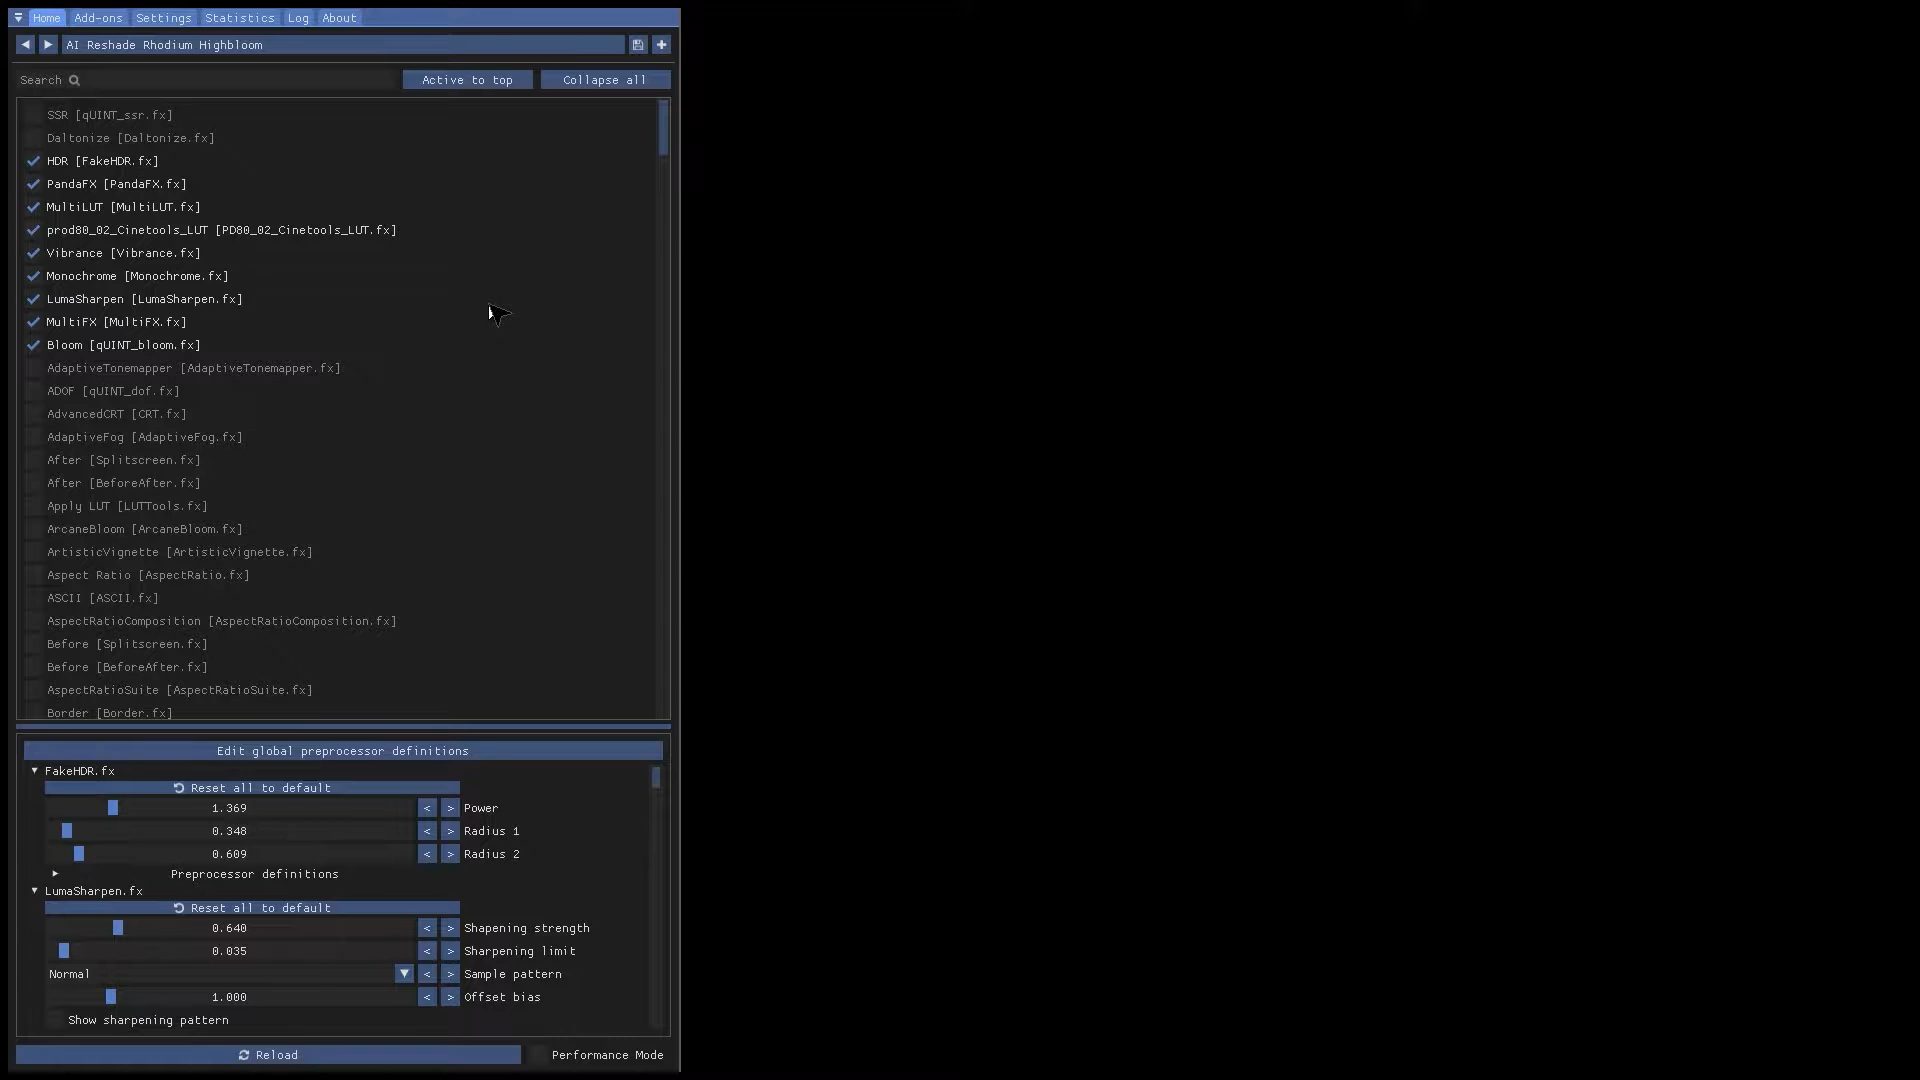 Home Add-ons Settings Statistics Log About
AI Reshade Rhodium Highbloom
Search Active to top Collapse all
SSR [qUINT_ssr.fx]
Daltonize [Daltonize.fx]
HDR [FakeHDR.fx]
PandaFX [PandaFX.fx]
MultiLUT [MultiLUT.fx]
prod80_02_Cinetools_LUT [PD80_02_Cinetools_LUT.fx]
Vibrance [Vibrance.fx]
Monochrome [Monochrome.fx]
LumaSharpen [LumaSharpen.fx]
MultiFX [MultiFX.fx]
Bloom [qUINT_bloom.fx]
AdaptiveTonemapper [AdaptiveTonemapper.fx]
ADOF [qUINT_dof.fx]
AdvancedCRT [CRT.fx]
AdaptiveFog [AdaptiveFog.fx]
After [Splitscreen.fx]
After [BeforeAfter.fx]
Apply LUT [LUTTools.fx]
ArcaneBloom [ArcaneBloom.fx]
ArtisticVignette [ArtisticVignette.fx]
Aspect Ratio [AspectRatio.fx]
ASCII [ASCII.fx]
AspectRatioComposition [AspectRatioComposition.fx]
Before [Splitscreen.fx]
Before [BeforeAfter.fx]
AspectRatioSuite [AspectRatioSuite.fx]
Border [Border.fx]
Edit global preprocessor definitions
FakeHDR.fx
Reset all to default
1.369 < > Power
0.348 < > Radius 1
0.609 < > Radius 2
Preprocessor definitions
LumaSharpen.fx
Reset all to default
0.640 < > Shapening strength
0.035 < > Sharpening limit
Normal < > Sample pattern
1.000 < > Offset bias
Show sharpening pattern
Reload Performance Mode